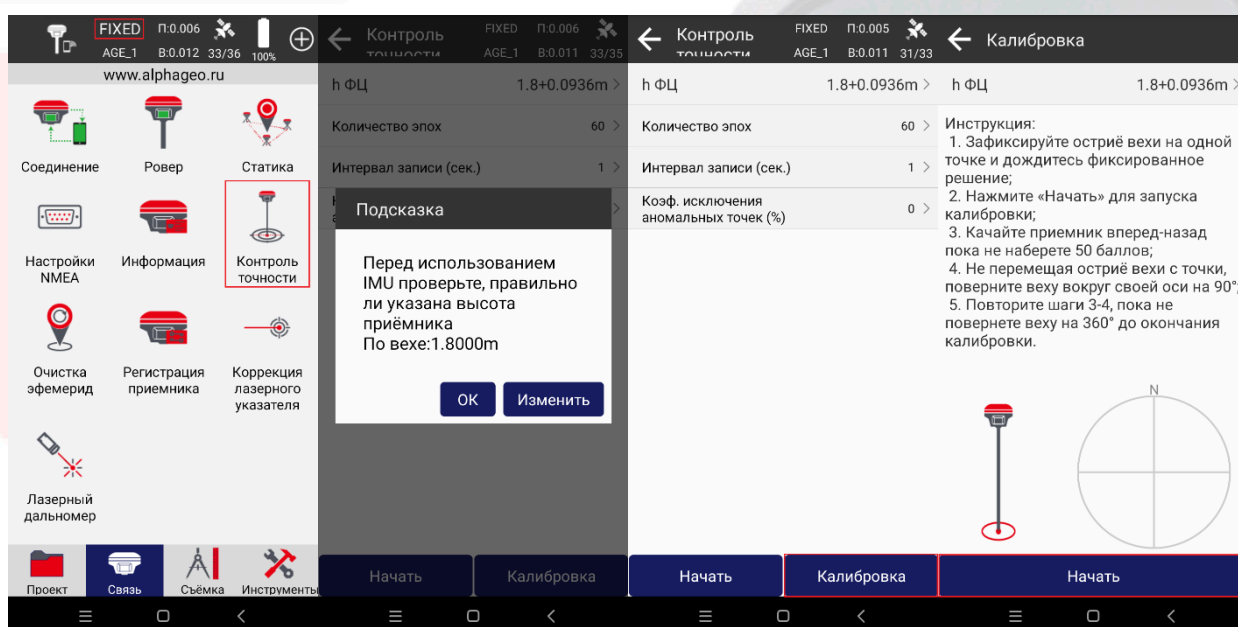 FIXED П:0.006
AGE_1 В:0.012 33/36 100%
www.alphageo.ru
Соединение Ровер Статика
Настройки NMEA
Информация
Контроль точности
Очистка эфемерид
Регистрация приемника
Коррекция лазерного указателя
Лазерный дальномер
Проект Связь Съёмка Инструменты
Контроль точности
FIXED П:0.006
AGE_1 В:0.011 33/35
h ФЦ 1.8+0.0936m >
Количество эпох 60 >
Интервал записи (сек.) 1 >
Подсказка
Перед использованием
IMU проверьте, правильно
ли указана высота
приёмника
По вехе:1.8000m
ОК Изменить
Начать Калибровка
Контроль точности
FIXED П:0.005
AGE_1 В:0.011 31/33
h ФЦ 1.8+0.0936m >
Количество эпох 60 >
Интервал записи (сек.) 1 >
Коэф. исключения
аномальных точек (%) 0 >
Начать Калибровка
Калибровка
h ФЦ 1.8+0.0936m >
Инструкция:
1. Зафиксируйте остриё вехи на одной
точке и дождитесь фиксированное
решение;
2. Нажмите «Начать» для запуска
калибровки;
3. Качайте приемник вперед-назад
пока не наберете 50 баллов;
4. Не перемещая остриё вехи с точки,
поверните веху вокруг своей оси на 90°;
5. Повторите шаги 3-4, пока не
повернете веху на 360° до окончания
калибровки.
N
Начать